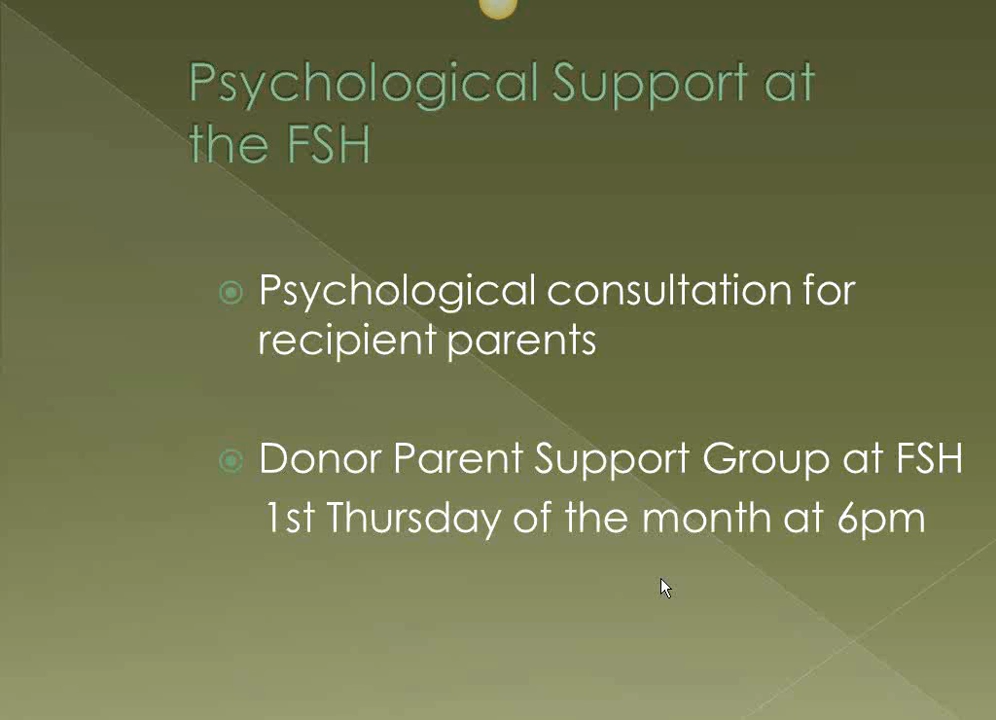 Psychological Support at
the FSH
Psychological consultation for
recipient parents
Donor Parent Support Group at FSH
1st Thursday of the month at 6pm